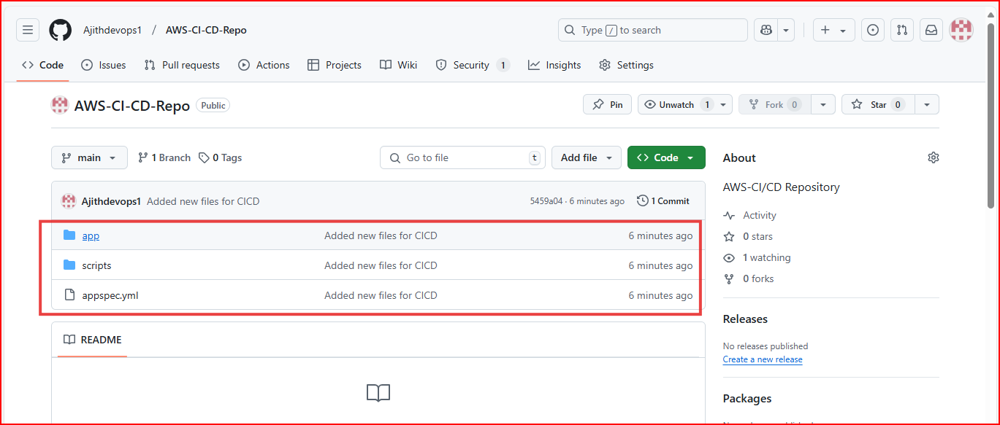 Ajithdevops1 / AWS-CI-CD-Repo
Type / to search
Code
Issues
Pull requests
Actions
Projects
Wiki
Security 1
Insights
Settings
AWS-CI-CD-Repo Public
Pin
Unwatch 1
Fork 0
Star 0
main
1 Branch
0 Tags
Go to file t
Add file
Code
Ajithdevops1 Added new files for CICD 5459a04 · 6 minutes ago 1 Commit
app Added new files for CICD 6 minutes ago
scripts Added new files for CICD 6 minutes ago
appspec.yml Added new files for CICD 6 minutes ago
README
About
AWS-CI/CD Repository
Activity
0 stars
1 watching
0 forks
Releases
No releases published
Create a new release
Packages